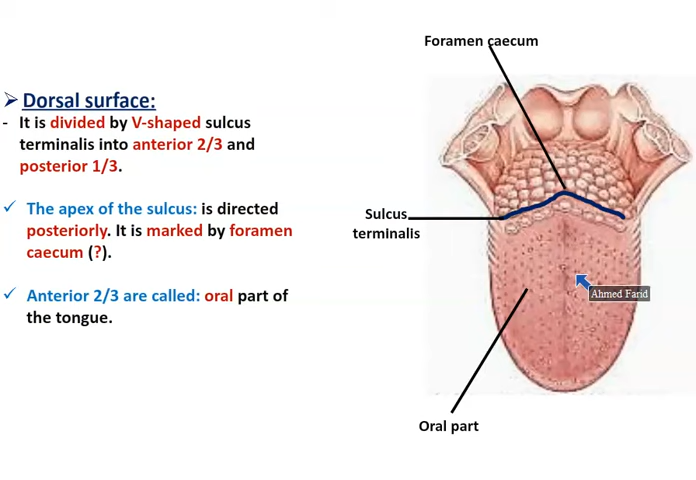 Foramen caecum
➢ Dorsal surface:
- It is divided by V-shaped sulcus
terminalis into anterior 2/3 and
posterior 1/3.
✓ The apex of the sulcus: is directed
posteriorly. It is marked by foramen
caecum (?).
✓ Anterior 2/3 are called: oral part of
the tongue.
Sulcus
terminalis
Ahmed Farid
Oral part